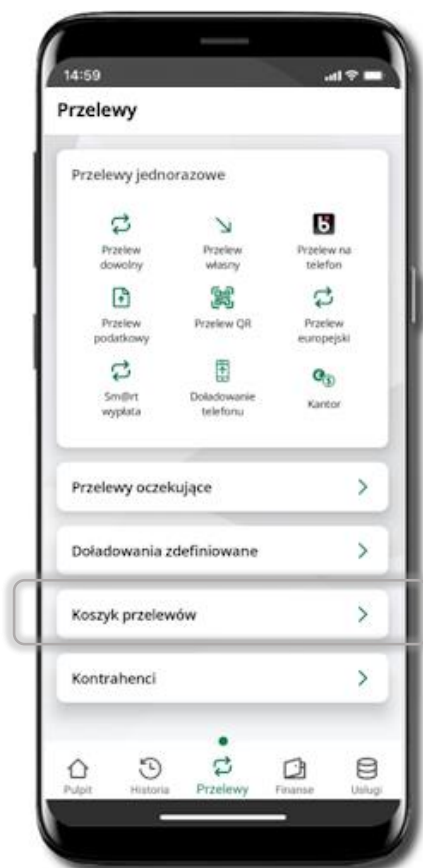 14:59
Przelewy
Przelewy jednorazowe
Przelew
dowolny
Przelew
własny
Przelew na
telefon
Przelew
podatkowy
Przelew QR
Przelew
europejski
Sm@rt
wypłata
Doładowanie
telefonu
Kantor
Przelewy oczekujące
Doładowania zdefiniowane
Koszyk przelewów
Kontrahenci
Pulpit
Historia
Przelewy
Finanse
Usługi